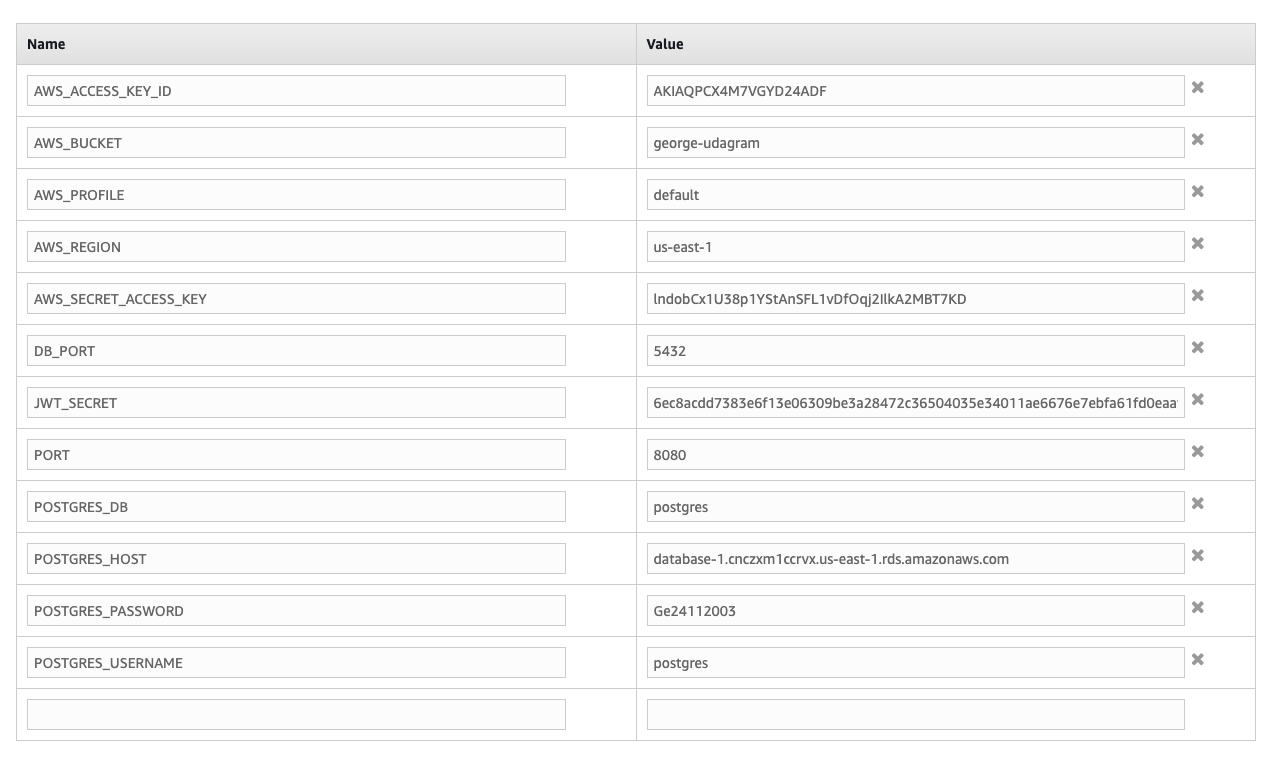 Name Value
AWS_ACCESS_KEY_ID AKIAQPCX4M7VGYD24ADF
AWS_BUCKET george-udagram
AWS_PROFILE default
AWS_REGION us-east-1
AWS_SECRET_ACCESS_KEY lndobCx1U38p1YStAnSFL1vDfOqj2IlkA2MBT7KD
DB_PORT 5432
JWT_SECRET 6ec8acdd7383e6f13e06309be3a28472c36504035e34011ae6676e7ebfa61fd0eaa
PORT 8080
POSTGRES_DB postgres
POSTGRES_HOST database-1.cnczxm1ccrvx.us-east-1.rds.amazonaws.com
POSTGRES_PASSWORD Ge24112003
POSTGRES_USERNAME postgres